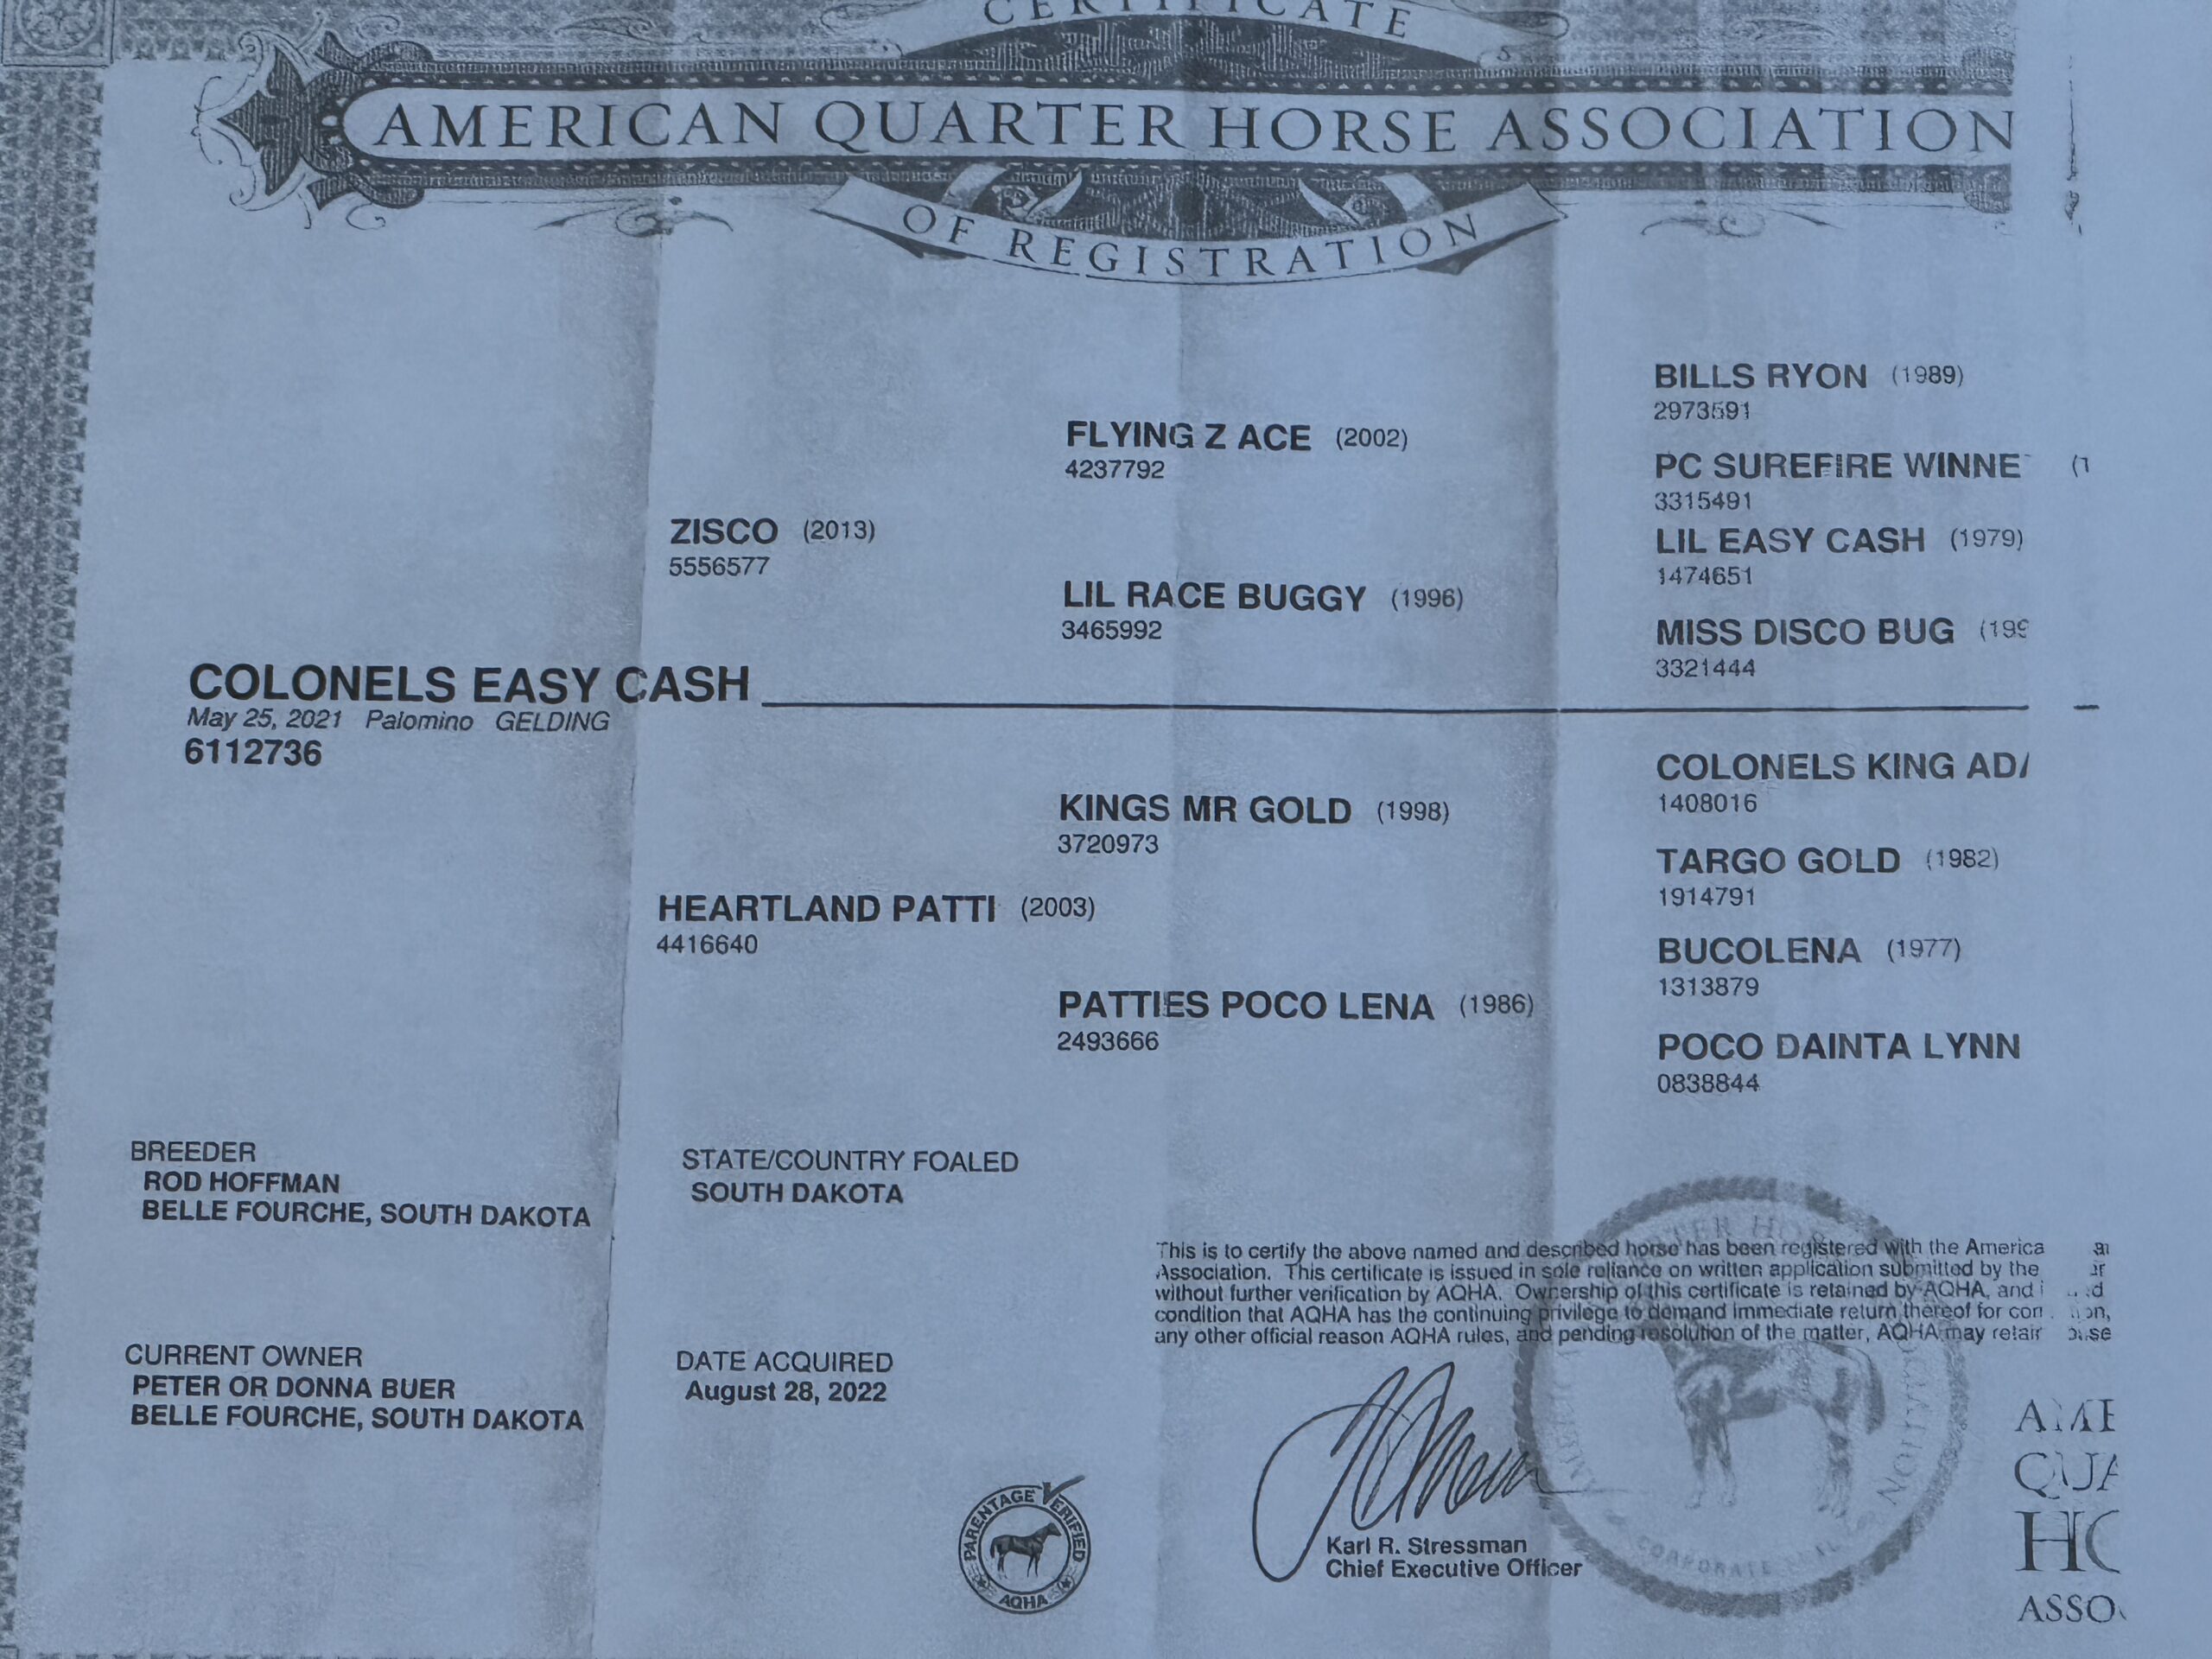 CERTIFICATE
AMERICAN QUARTER HORSE ASSOCIATION
OF REGISTRATION
BILLS RYON (1989)
2973591
FLYING Z ACE (2002)
4237792
PC SUREFIRE WINNE (1
3315491
ZISCO (2013)
5556577
LIL EASY CASH (1979)
1474651
LIL RACE BUGGY (1996)
3465992
MISS DISCO BUG (199
3321444
COLONELS EASY CASH
May 25, 2021 Palomino GELDING
6112736
COLONELS KING AD
1408016
KINGS MR GOLD (1998)
3720973
TARGO GOLD (1982)
1914791
HEARTLAND PATTI (2003)
4416640
BUCOLENA (1977)
1313879
PATTIES POCO LENA (1986)
2493666
POCO DAINTA LYNN
0838844
BREEDER
ROD HOFFMAN
BELLE FOURCHE, SOUTH DAKOTA
STATE/COUNTRY FOALED
SOUTH DAKOTA
This is to certify the above named and described horse has been registered with the America
Association. This certificate is issued in sole reliance on written application submitted by the
without further verification by AQHA. Ownership of this certificate is retained by AQHA, and
condition that AQHA has the continuing privilege to demand immediate return thereof for
any other official reason AQHA rules, and pending resolution of the matter, AQHA may
CURRENT OWNER
PETER OR DONNA BUER
BELLE FOURCHE, SOUTH DAKOTA
DATE ACQUIRED
August 28, 2022
PARENTAGE VERIFIED
AQHA
Karl R. Stressman
Chief Executive Officer
CORPORATE
AME
QUA
HO
ASSO